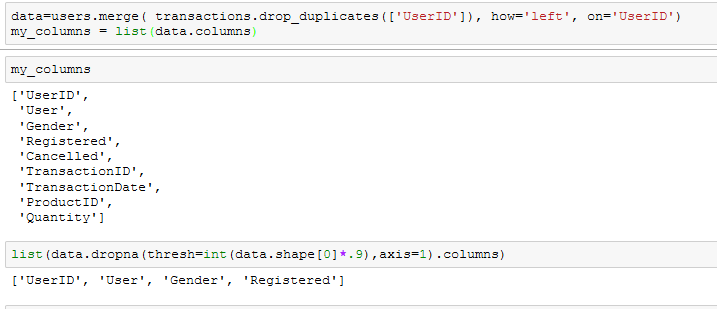 data=users.merge( transactions.drop_duplicates(['UserID']), how='left', on='UserID')
my_columns = list(data.columns)
my_columns
['UserID',
 'User',
 'Gender',
 'Registered',
 'Cancelled',
 'TransactionID',
 'TransactionDate',
 'ProductID',
 'Quantity']
list(data.dropna(thresh=int(data.shape[0]*.9),axis=1).columns)
['UserID', 'User', 'Gender', 'Registered']